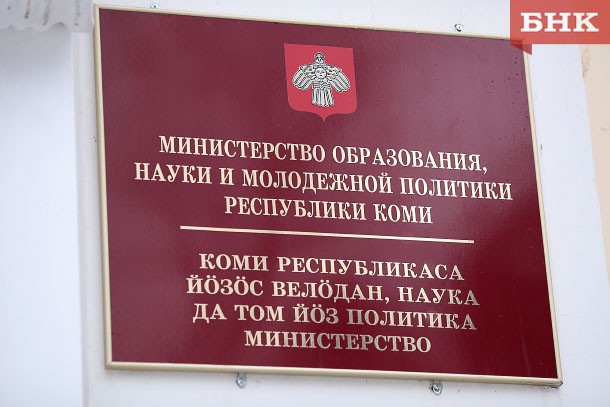 БНК
МИНИСТЕРСТВО ОБРАЗОВАНИЯ,
НАУКИ И МОЛОДЕЖНОЙ ПОЛИТИКИ
РЕСПУБЛИКИ КОМИ
КОМИ РЕСПУБЛИКАСА
ЙӦЗӦС ВЕЛӦДАН, НАУКА
ДА ТОМ ЙӦЗ ПОЛИТИКА
МИНИСТЕРСТВО